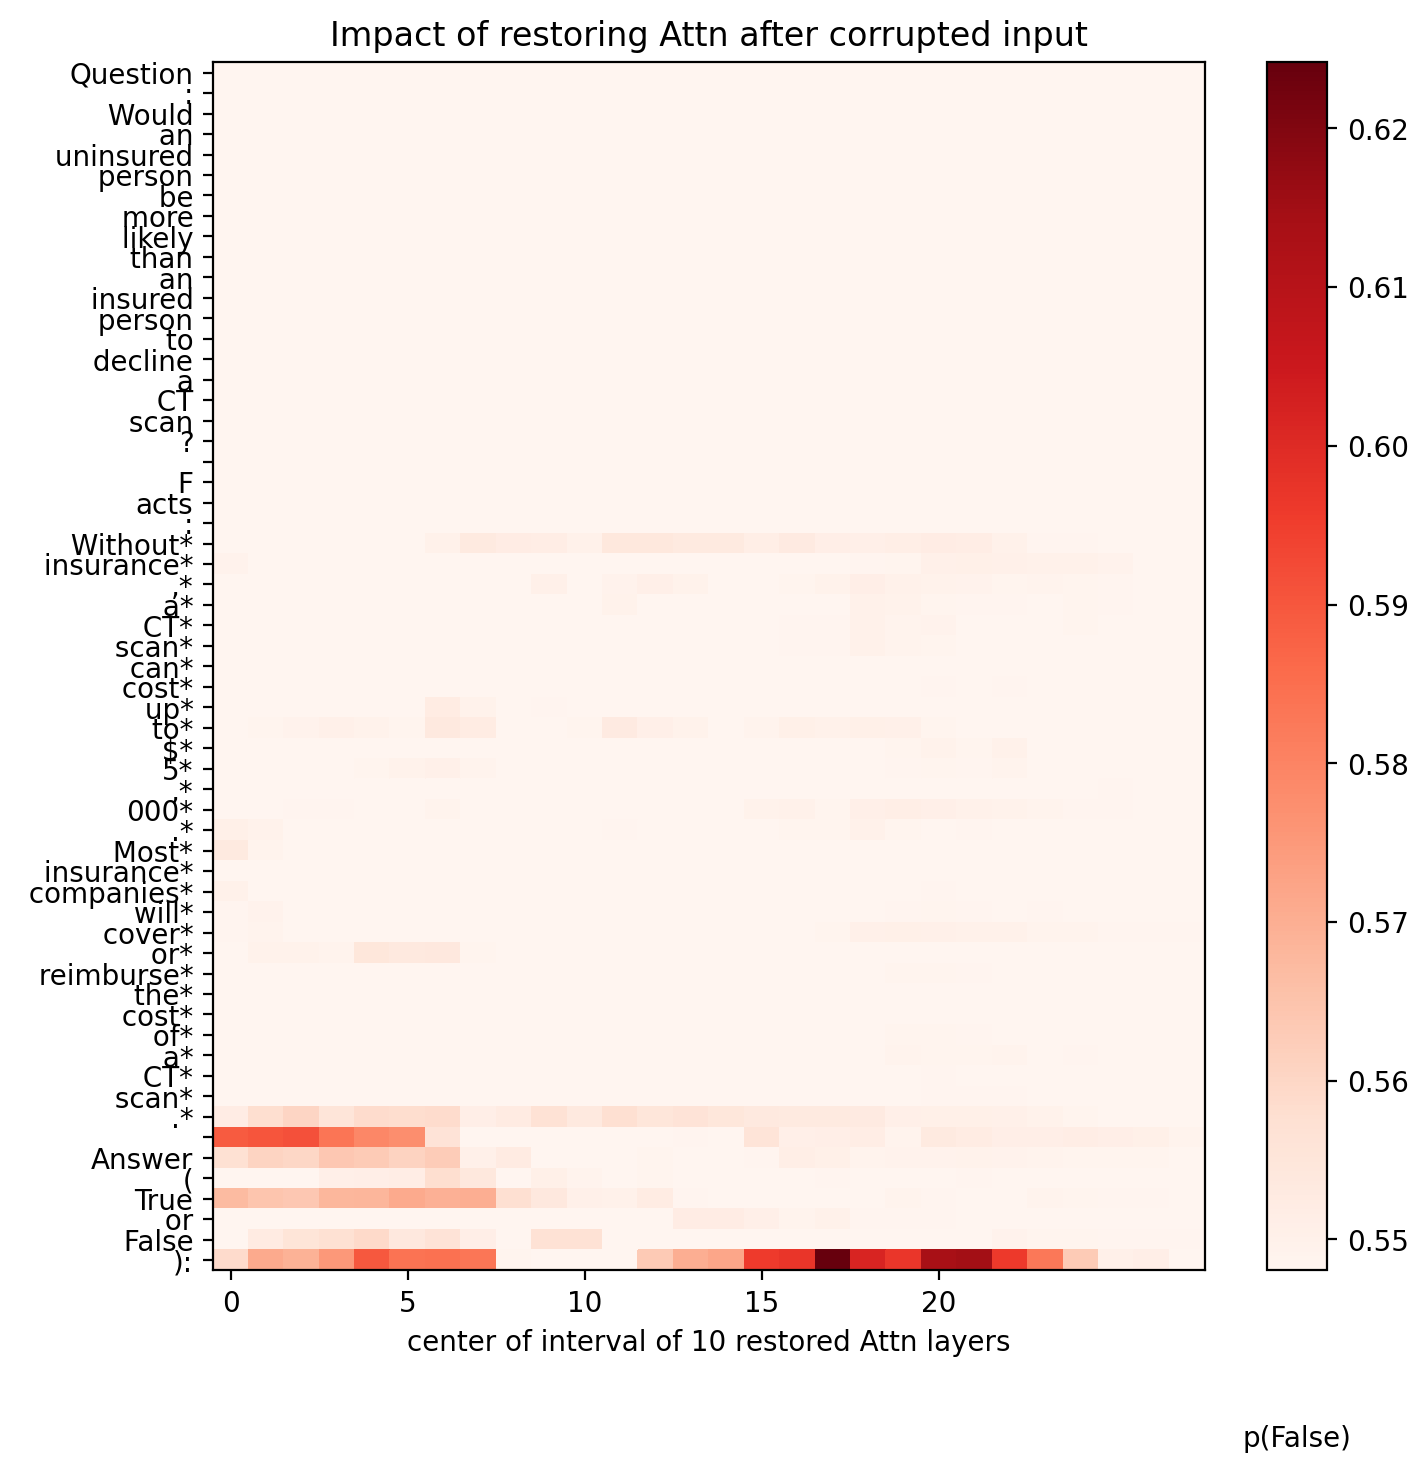 Impact of restoring Attn after corrupted input
Question
:
Would
an
uninsured
person
be
more
likely
than
an
insured
person
to
decline
a
CT
scan
?
F
acts
:
Without*
insurance*
,*
a*
CT*
scan*
can*
cost*
up*
to*
$*
5*
,*
000*
.*
Most*
insurance*
companies*
will*
cover*
or*
reimburse*
the*
cost*
of*
a*
CT*
scan*
.*
Answer
(
True
or
False
):
0
5
10
15
20
center of interval of 10 restored Attn layers
0.62
0.61
0.60
0.59
0.58
0.57
0.56
0.55
p(False)